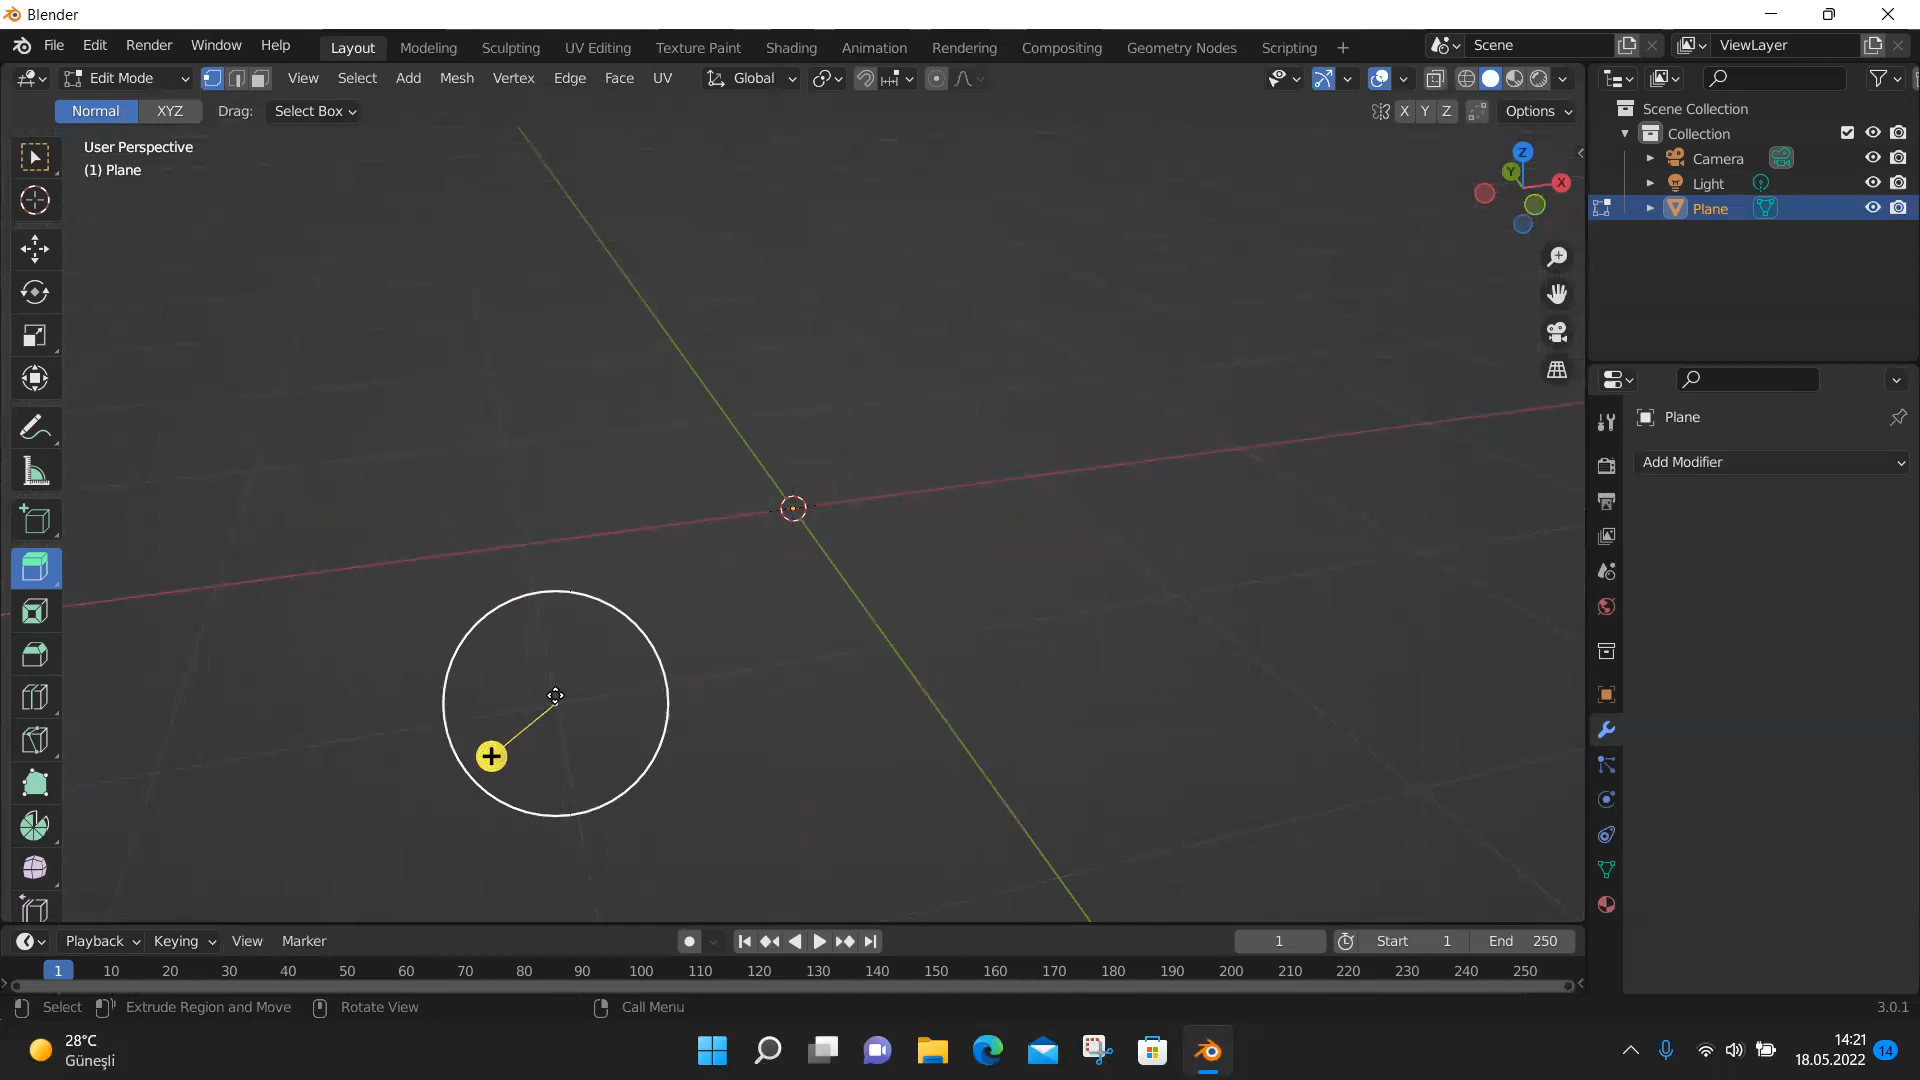 Blender
File Edit Render Window Help Layout Modeling Sculpting UV Editing Texture Paint Shading Animation Rendering Compositing Geometry Nodes Scripting + Scene ViewLayer
Edit Mode View Select Add Mesh Vertex Edge Face UV Global
Normal XYZ Drag: Select Box X Y Z Options
User Perspective
(1) Plane
Z
Y
X
Scene Collection
Collection
Camera
Light
Plane
Plane
Add Modifier
Playback Keying View Marker 1 Start 1 End 250
1 10 20 30 40 50 60 70 80 90 100 110 120 130 140 150 160 170 180 190 200 210 220 230 240 250
Select Extrude Region and Move Rotate View Call Menu 3.0.1
28°C
Güneşli
14:21
18.05.2022
14